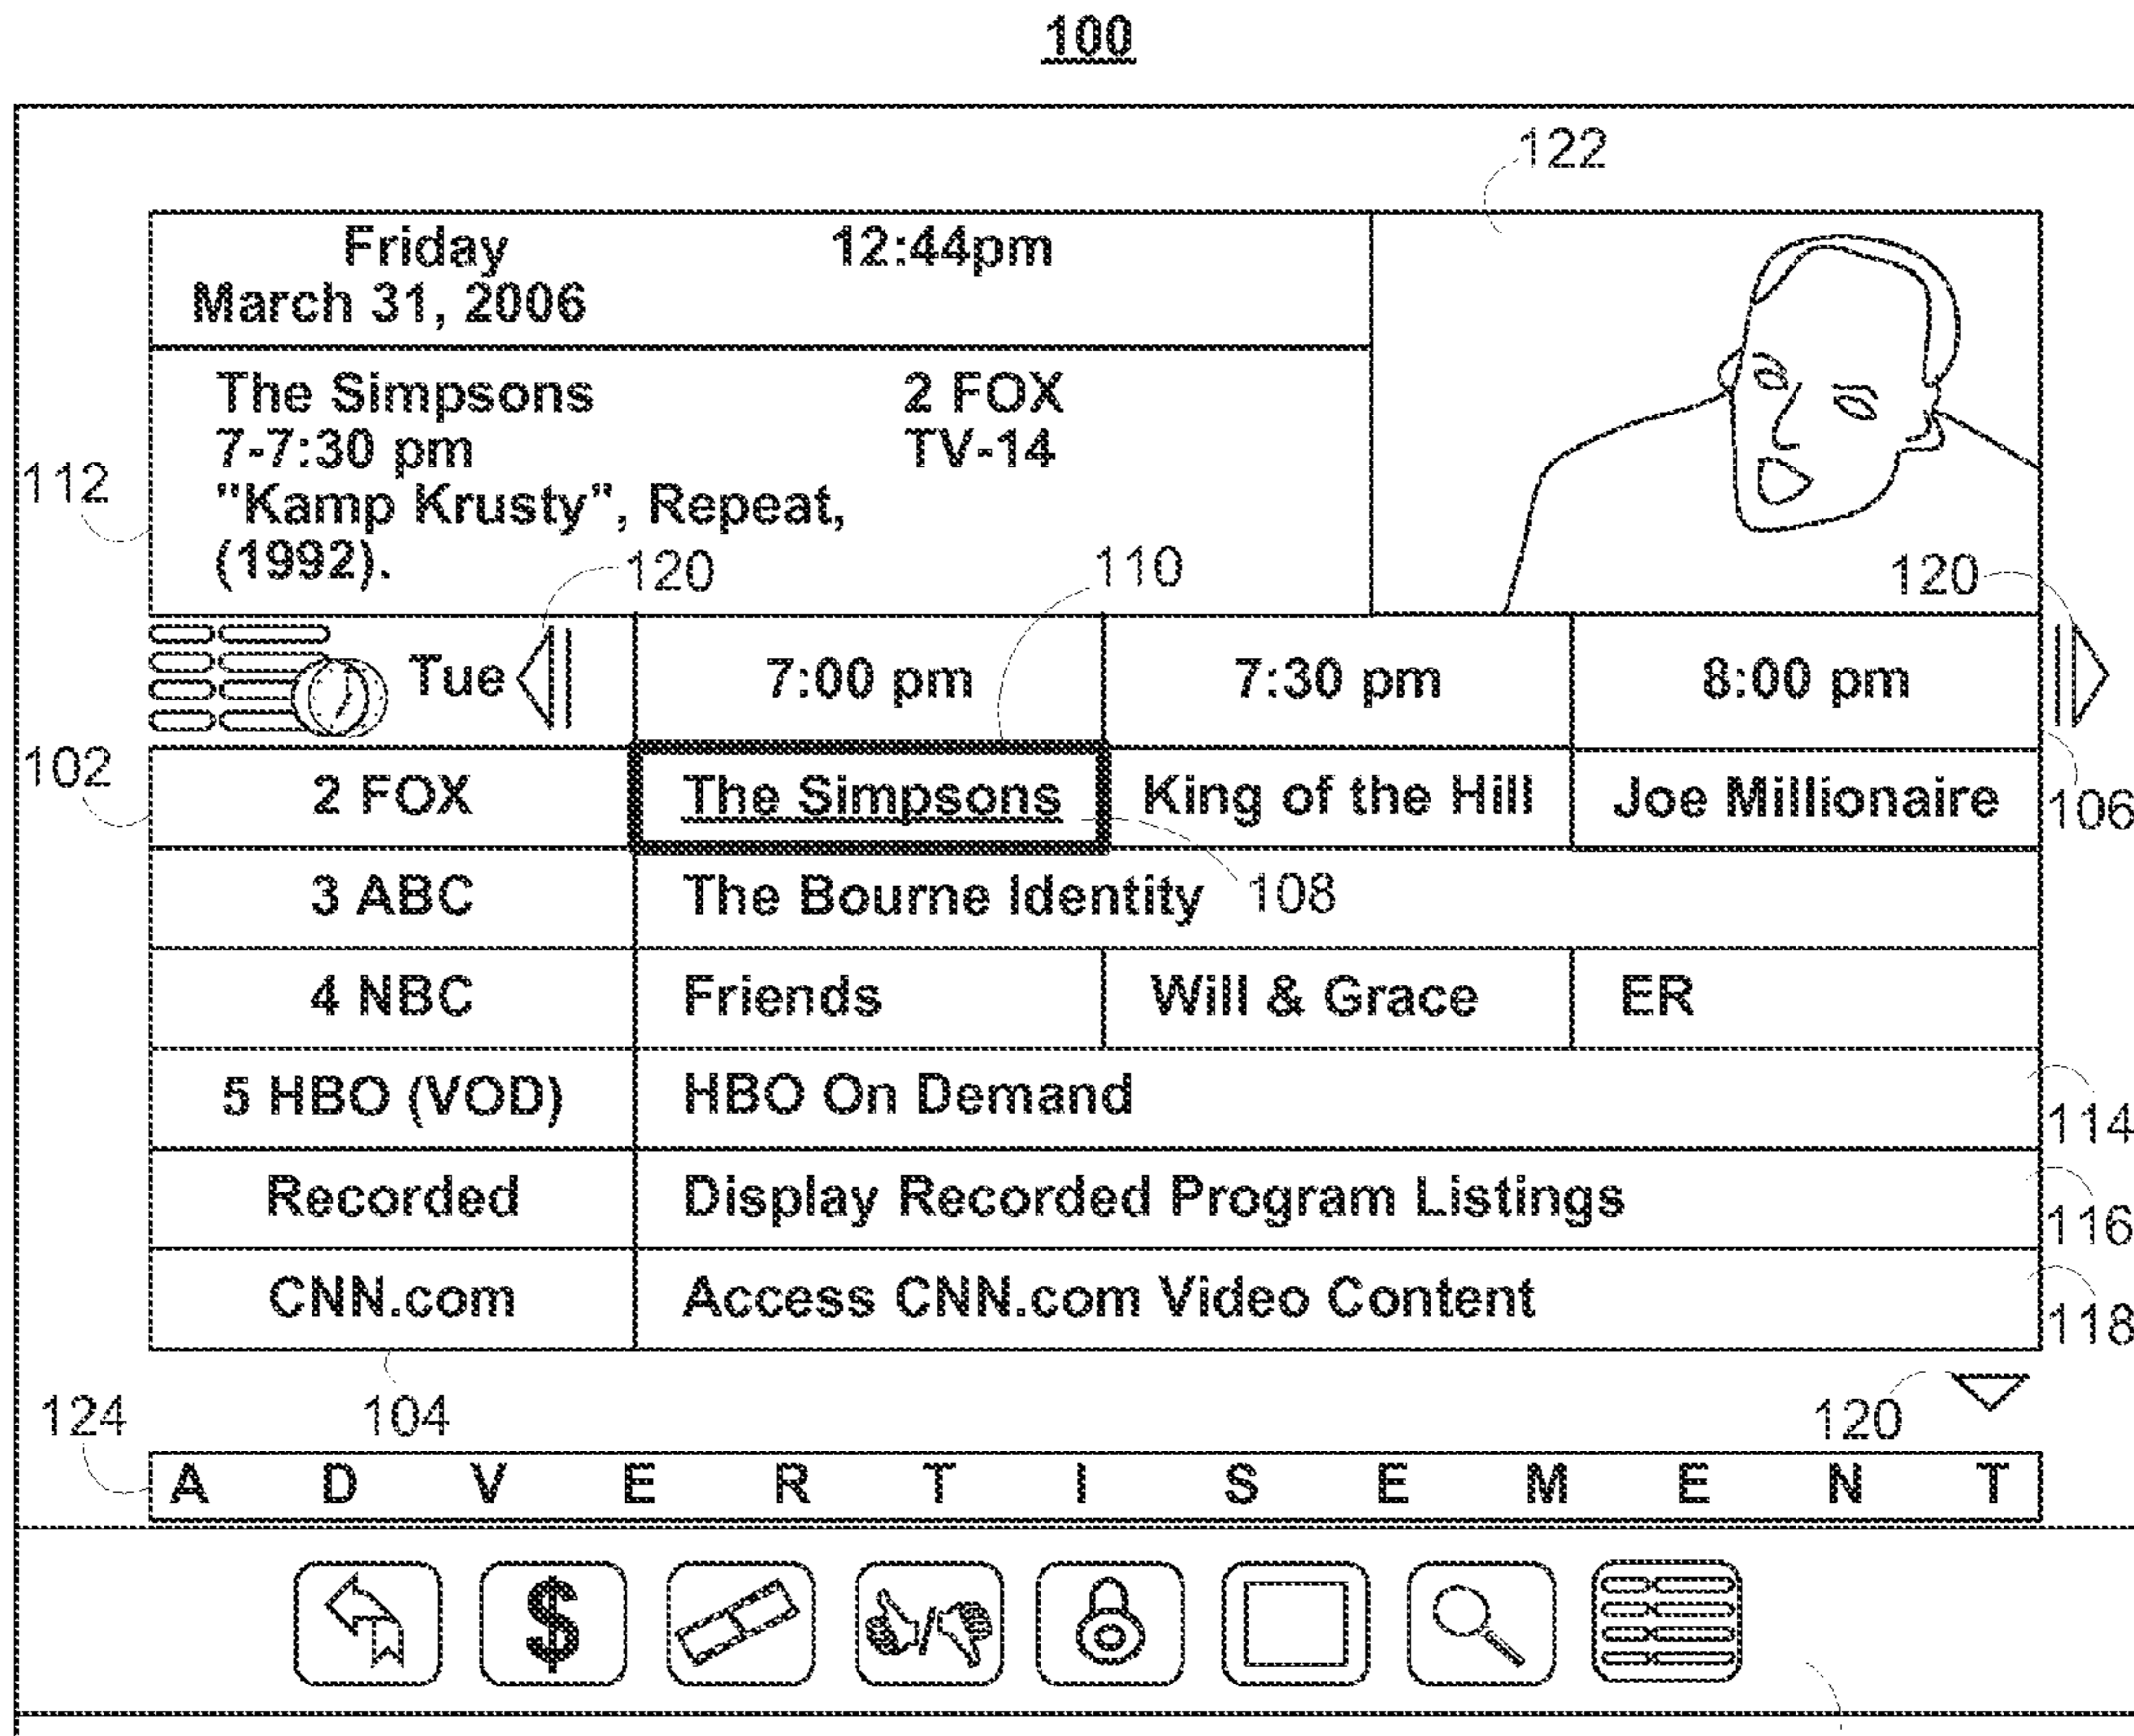 100
122
Friday 12:44pm
March 31, 2006
The Simpsons 2 FOX
7-7:30 pm TV-14
112
"Kamp Krusty", Repeat,
(1992).
120 110 120
Tue 7:00 pm 7:30 pm 8:00 pm
102
2 FOX The Simpsons King of the Hill Joe Millionaire
106
3 ABC The Bourne Identity 108
4 NBC Friends Will & Grace ER
5 HBO (VOD) HBO On Demand
114
Recorded Display Recorded Program Listings
116
CNN.com Access CNN.com Video Content
118
124 104 120
A D V E R T I S E M E N T
$
/